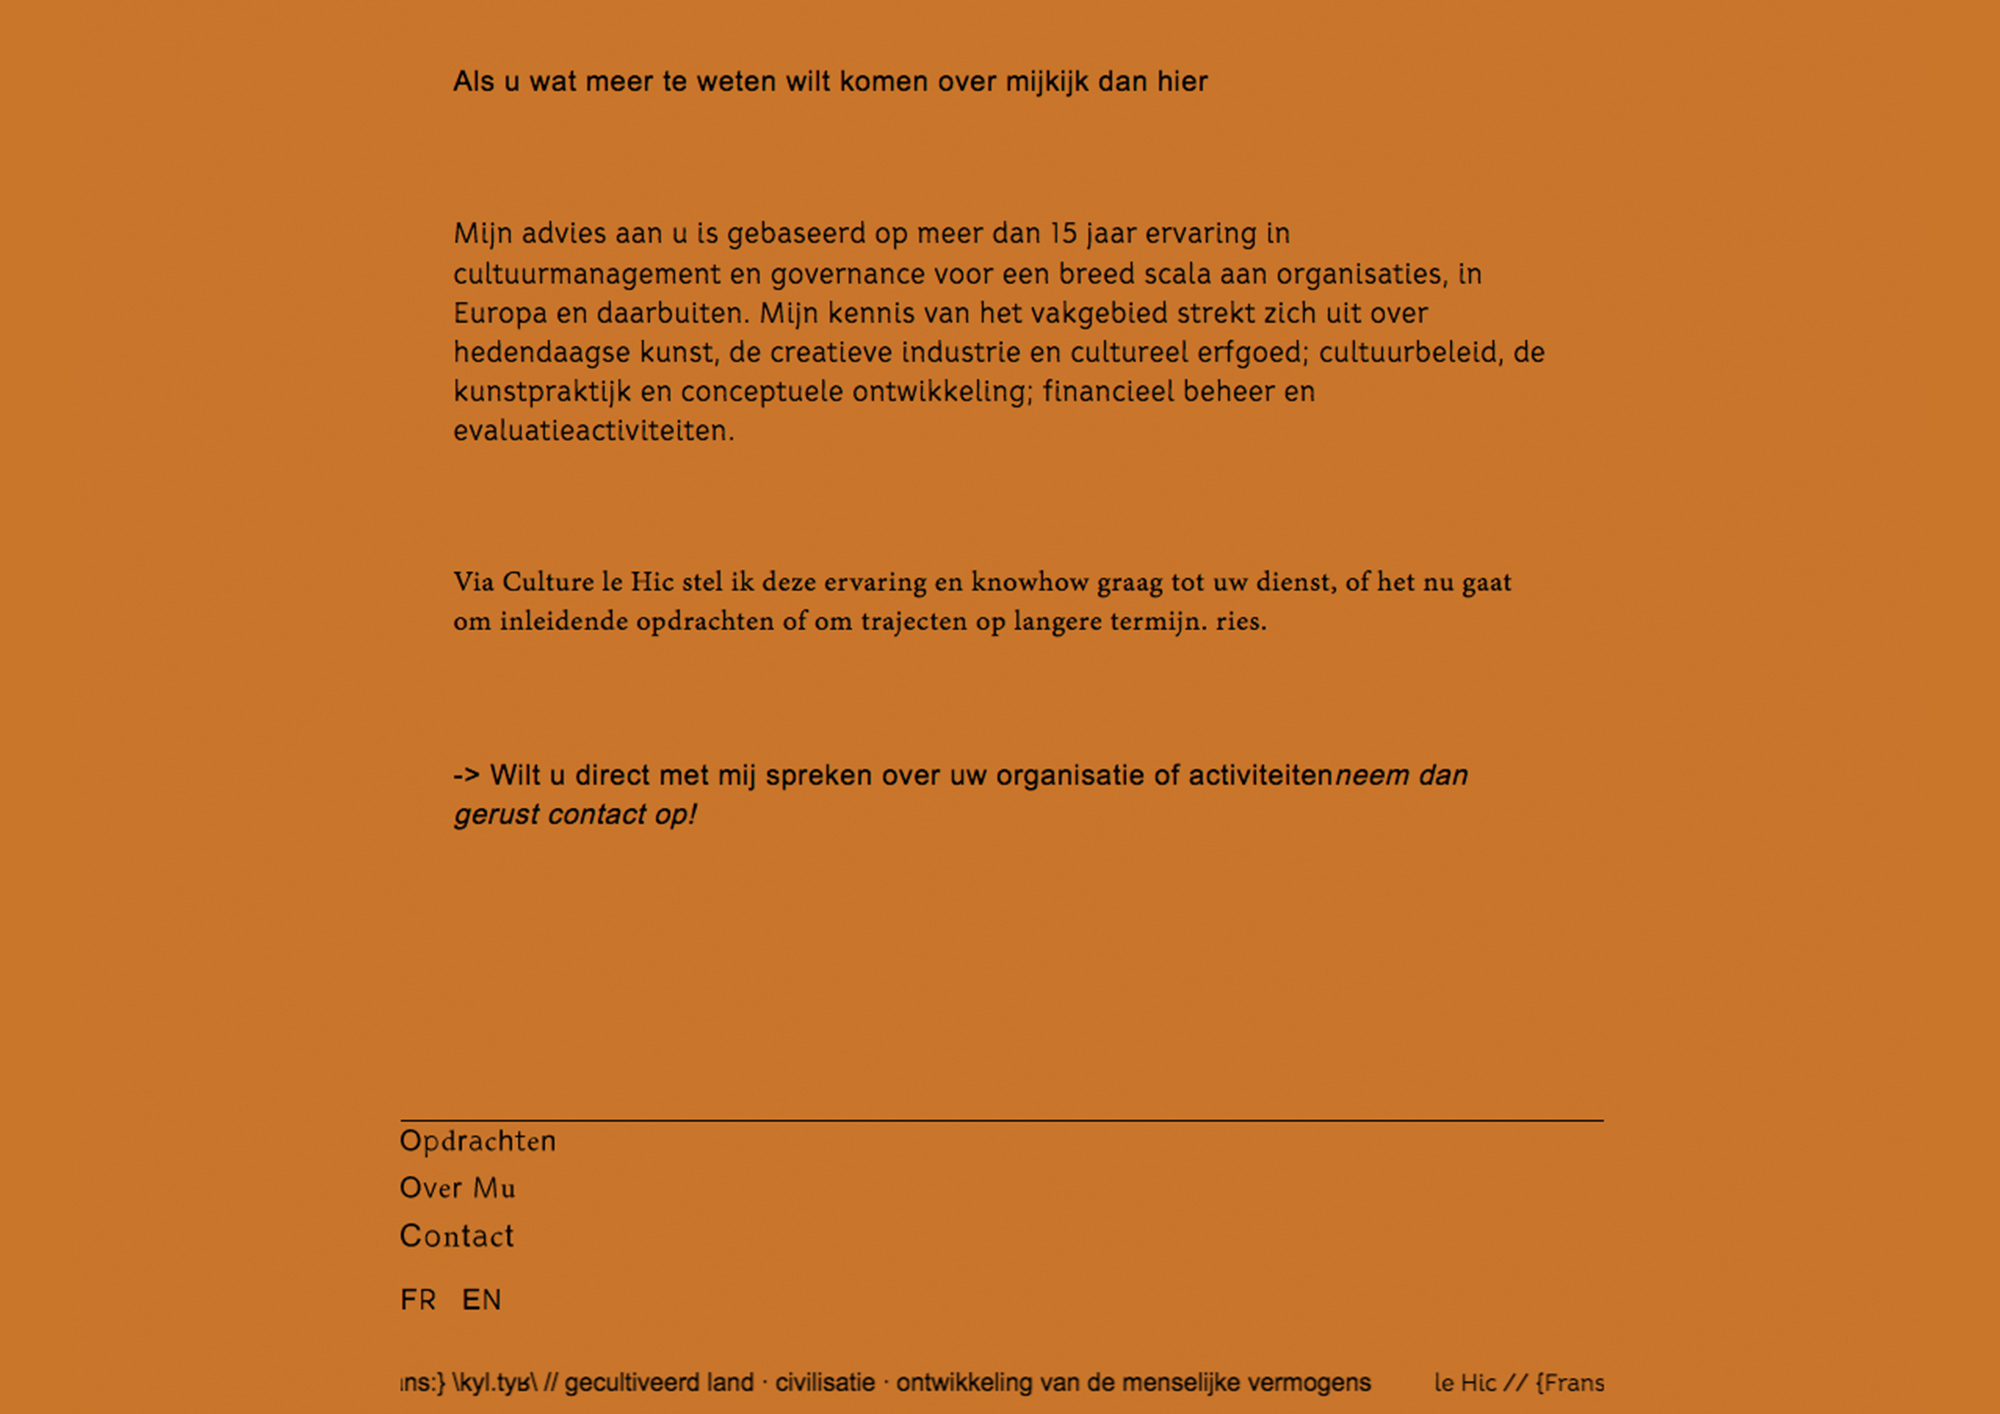 Als u wat meer te weten wilt komen over mijkijk dan hier
Mijn advies aan u is gebaseerd op meer dan 15 jaar ervaring in
cultuurmanagement en governance voor een breed scala aan organisaties, in
Europa en daarbuiten. Mijn kennis van het vakgebied strekt zich uit over
hedendaagse kunst, de creatieve industrie en cultureel erfgoed; cultuurbeleid, de
kunstpraktijk en conceptuele ontwikkeling; financieel beheer en
evaluatieactiviteiten.
Via Culture le Hic stel ik deze ervaring en knowhow graag tot uw dienst, of het nu gaat
om inleidende opdrachten of om trajecten op langere termijn. ries.
-> Wilt u direct met mij spreken over uw organisatie of activiteitenneem dan
gerust contact op!
Opdrachten
Over Mu
Contact
FR EN
ns:} \kyl.tyʁ\ // gecultiveerd land · civilisatie · ontwikkeling van de menselijke vermogens le Hic // {Frans